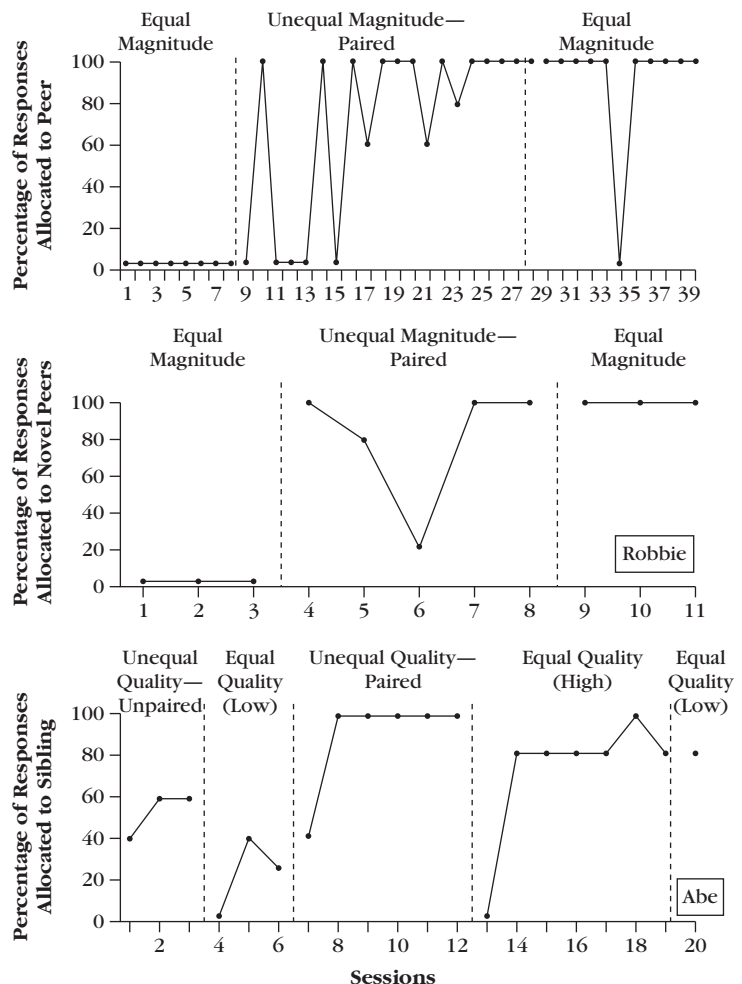 Equal
Magnitude
Unequal Magnitude—
Paired
Equal
Magnitude
Percentage of Responses
Allocated to Peer
100
80
60
40
20
0
1 3 5 7 9 11 13 15 17 19 21 23 25 27 29 31 33 35 37 39
Equal
Magnitude
Unequal Magnitude—
Paired
Equal
Magnitude
Percentage of Responses
Allocated to Novel Peers
100
80
60
40
20
0
Robbie
1 2 3 4 5 6 7 8 9 10 11
Unequal
Quality—
Unpaired
Equal
Quality
(Low)
Unequal Quality—
Paired
Equal Quality
(High)
Equal
Quality
(Low)
Percentage of Responses
Allocated to Sibling
100
80
60
40
20
0
Abe
2 4 6 8 10 12 14 16 18 20
Sessions